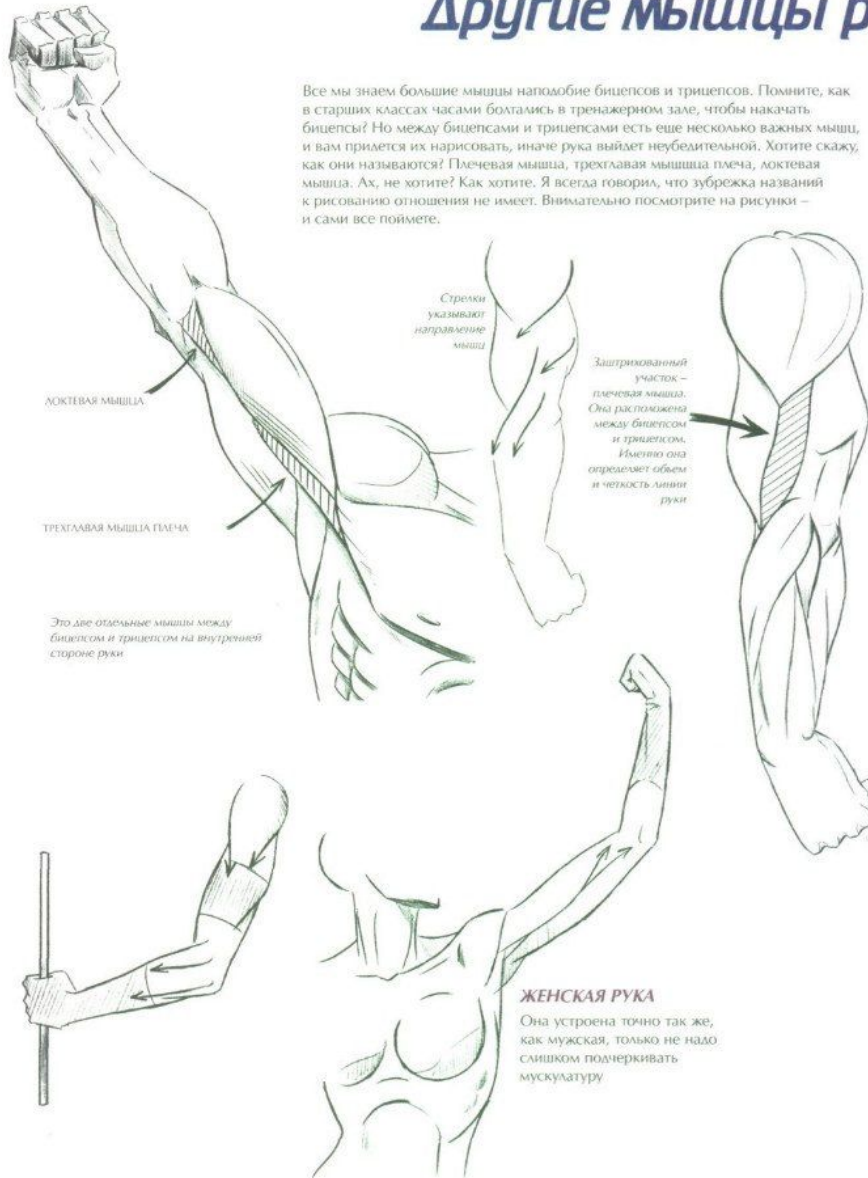 Другие мышцы р
Все мы знаем большие мышцы наподобие бицепсов и трицепсов. Помните, как
в старших классах часами болтались в тренажерном зале, чтобы накачать
бицепсы? Но между бицепсами и трицепсами есть еще несколько важных мышц,
и вам придется их нарисовать, иначе рука выйдет неубедительной. Хотите скажу,
как они называются? Плечевая мышца, трехглавая мышшца плеча, локтевая
мышца. Ах, не хотите? Как хотите. Я всегда говорил, что зубрежка названий
к рисованию отношения не имеет. Внимательно посмотрите на рисунки –
и сами все поймете.
Стрелки
указывают
направление
мышц
Заштрихованный
участок –
плечевая мышца.
Она расположена
между бицепсом
и трицепсом.
Именно она
определяет объем
и четкость линии
руки
ЛОКТЕВАЯ МЫШЦА
ТРЕХГЛАВАЯ МЫШЦА ПЛЕЧА
Это две отдельные мышцы между
бицепсом и трицепсом на внутренней
стороне руки
ЖЕНСКАЯ РУКА
Она устроена точно так же,
как мужская, только не надо
слишком подчеркивать
мускулатуру